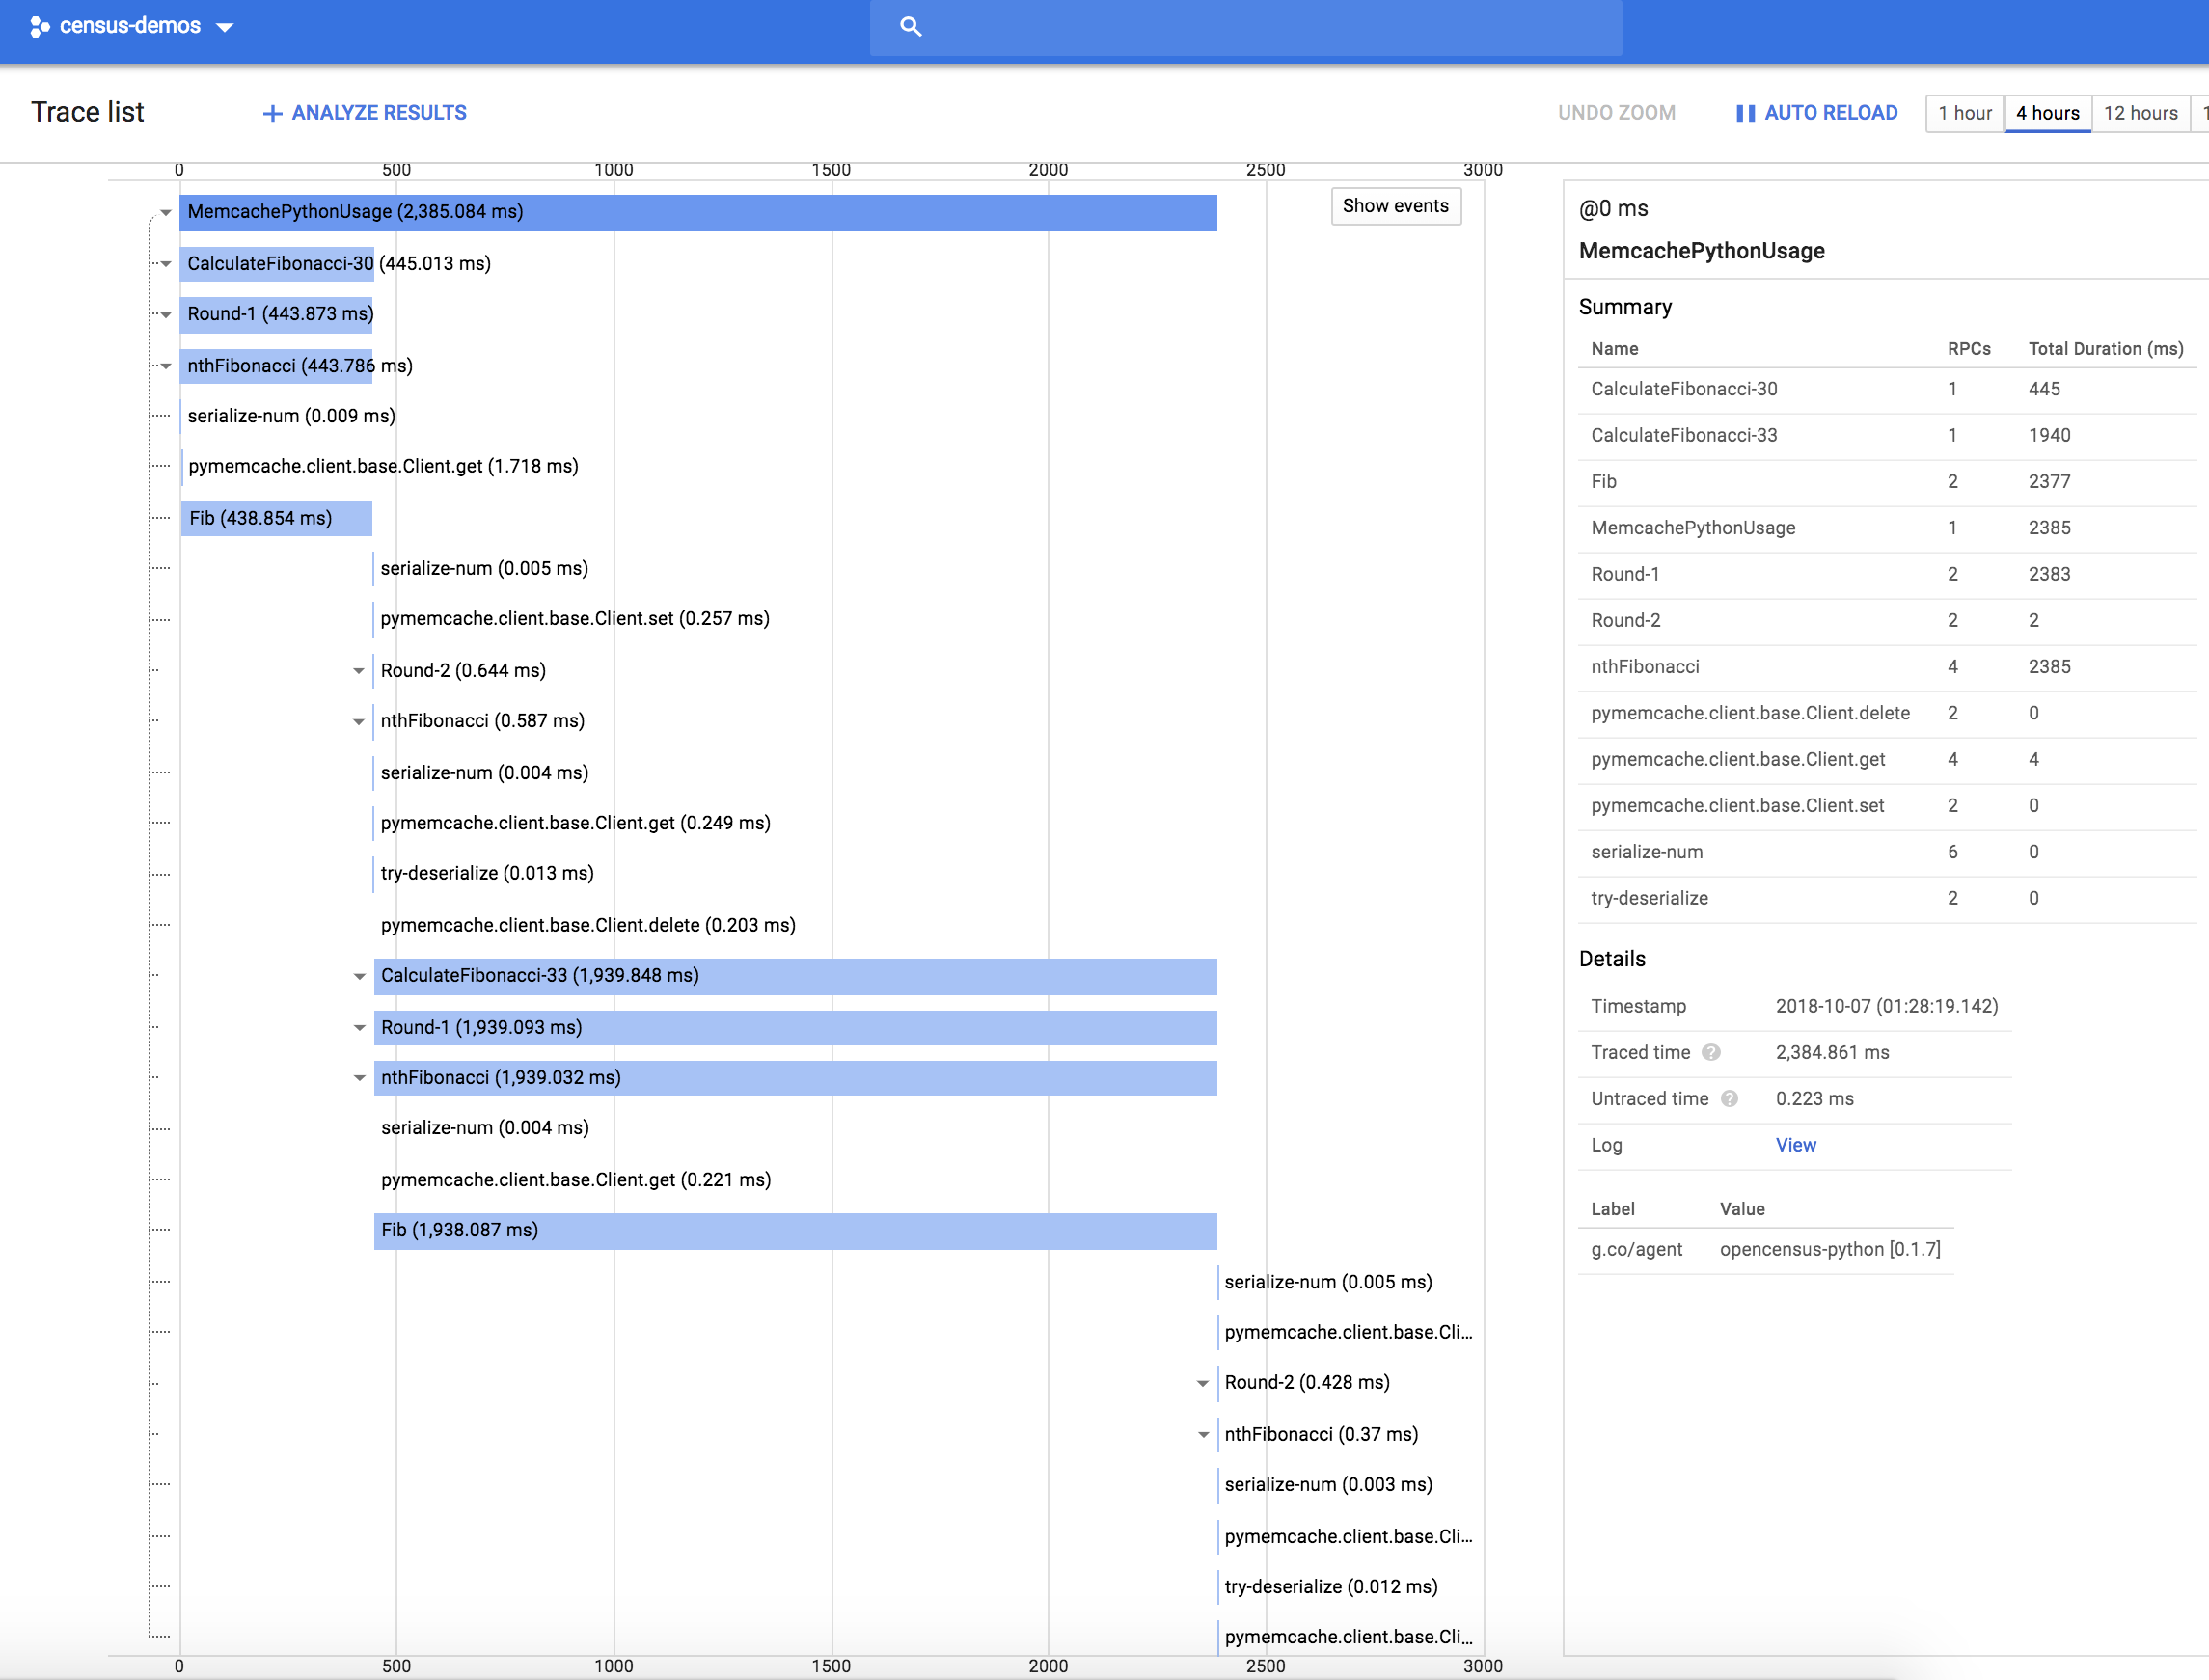 census-demos
Trace list
ANALYZE RESULTS
UNDO ZOOM
AUTO RELOAD
1 hour
4 hours
12 hours
0 500 1000 1500 2000 2500 3000
Show events
MemcachePythonUsage (2,385.084 ms)
CalculateFibonacci-30 (445.013 ms)
Round-1 (443.873 ms)
nthFibonacci (443.786 ms)
serialize-num (0.009 ms)
pymemcache.client.base.Client.get (1.718 ms)
Fib (438.854 ms)
serialize-num (0.005 ms)
pymemcache.client.base.Client.set (0.257 ms)
Round-2 (0.644 ms)
nthFibonacci (0.587 ms)
serialize-num (0.004 ms)
pymemcache.client.base.Client.get (0.249 ms)
try-deserialize (0.013 ms)
pymemcache.client.base.Client.delete (0.203 ms)
CalculateFibonacci-33 (1,939.848 ms)
Round-1 (1,939.093 ms)
nthFibonacci (1,939.032 ms)
serialize-num (0.004 ms)
pymemcache.client.base.Client.get (0.221 ms)
Fib (1,938.087 ms)
serialize-num (0.005 ms)
pymemcache.client.base.Cli...
Round-2 (0.428 ms)
nthFibonacci (0.37 ms)
serialize-num (0.003 ms)
pymemcache.client.base.Cli...
try-deserialize (0.012 ms)
pymemcache.client.base.Cli...
0 500 1000 1500 2000 2500 3000
@0 ms
MemcachePythonUsage
Summary
Name RPCs Total Duration (ms)
CalculateFibonacci-30 1 445
CalculateFibonacci-33 1 1940
Fib 2 2377
MemcachePythonUsage 1 2385
Round-1 2 2383
Round-2 2 2
nthFibonacci 4 2385
pymemcache.client.base.Client.delete 2 0
pymemcache.client.base.Client.get 4 4
pymemcache.client.base.Client.set 2 0
serialize-num 6 0
try-deserialize 2 0
Details
Timestamp 2018-10-07 (01:28:19.142)
Traced time ? 2,384.861 ms
Untraced time ? 0.223 ms
Log View
Label Value
g.co/agent opencensus-python [0.1.7]